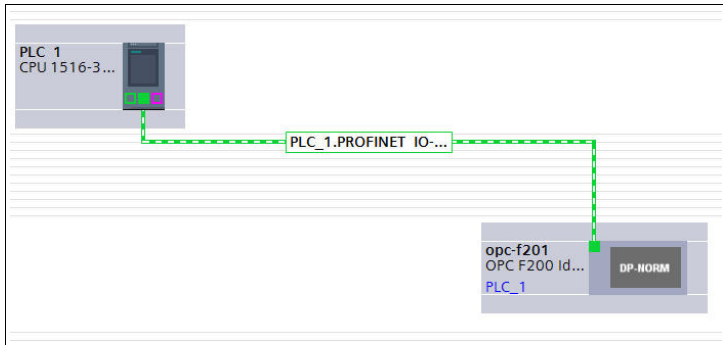 PLC_1
CPU 1516-3...
PLC_1.PROFINET IO-...
opc-f201
OPC F200 Id...
DP-NORM
PLC_1